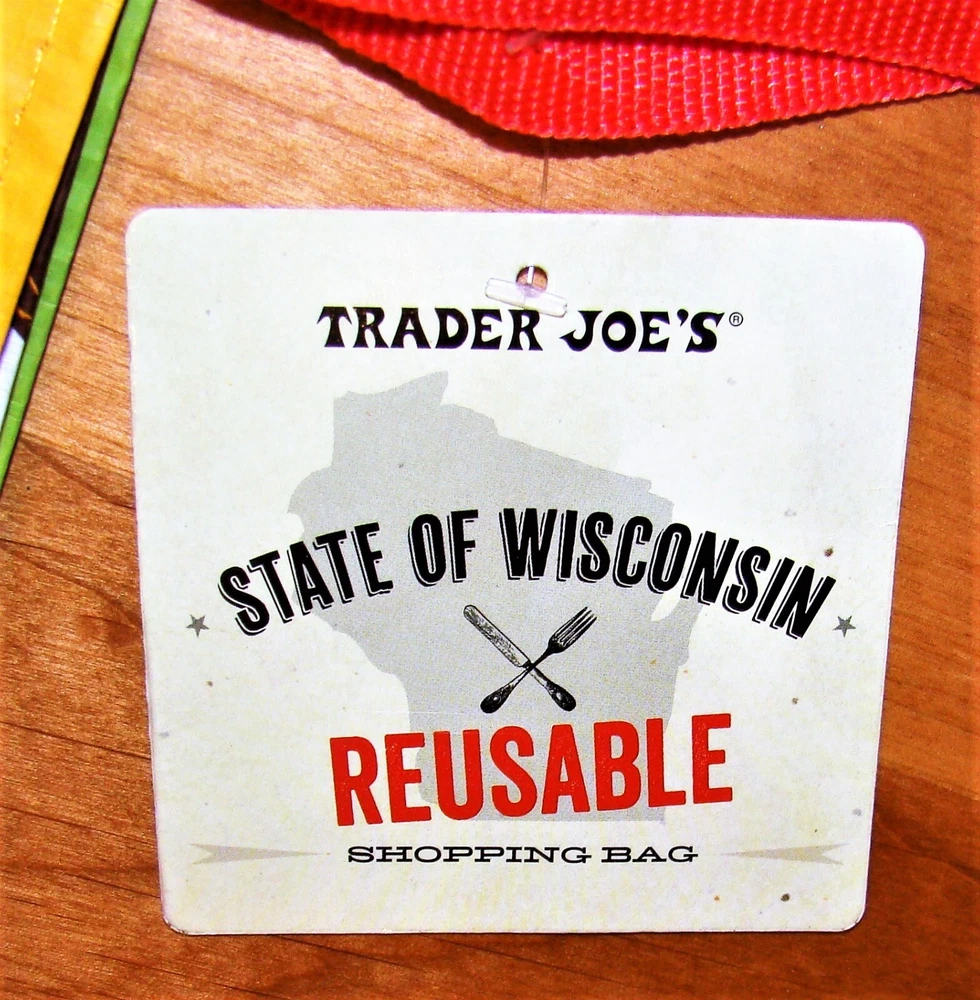 TRADER JOE'S®
STATE OF WISCONSIN
REUSABLE
SHOPPING BAG